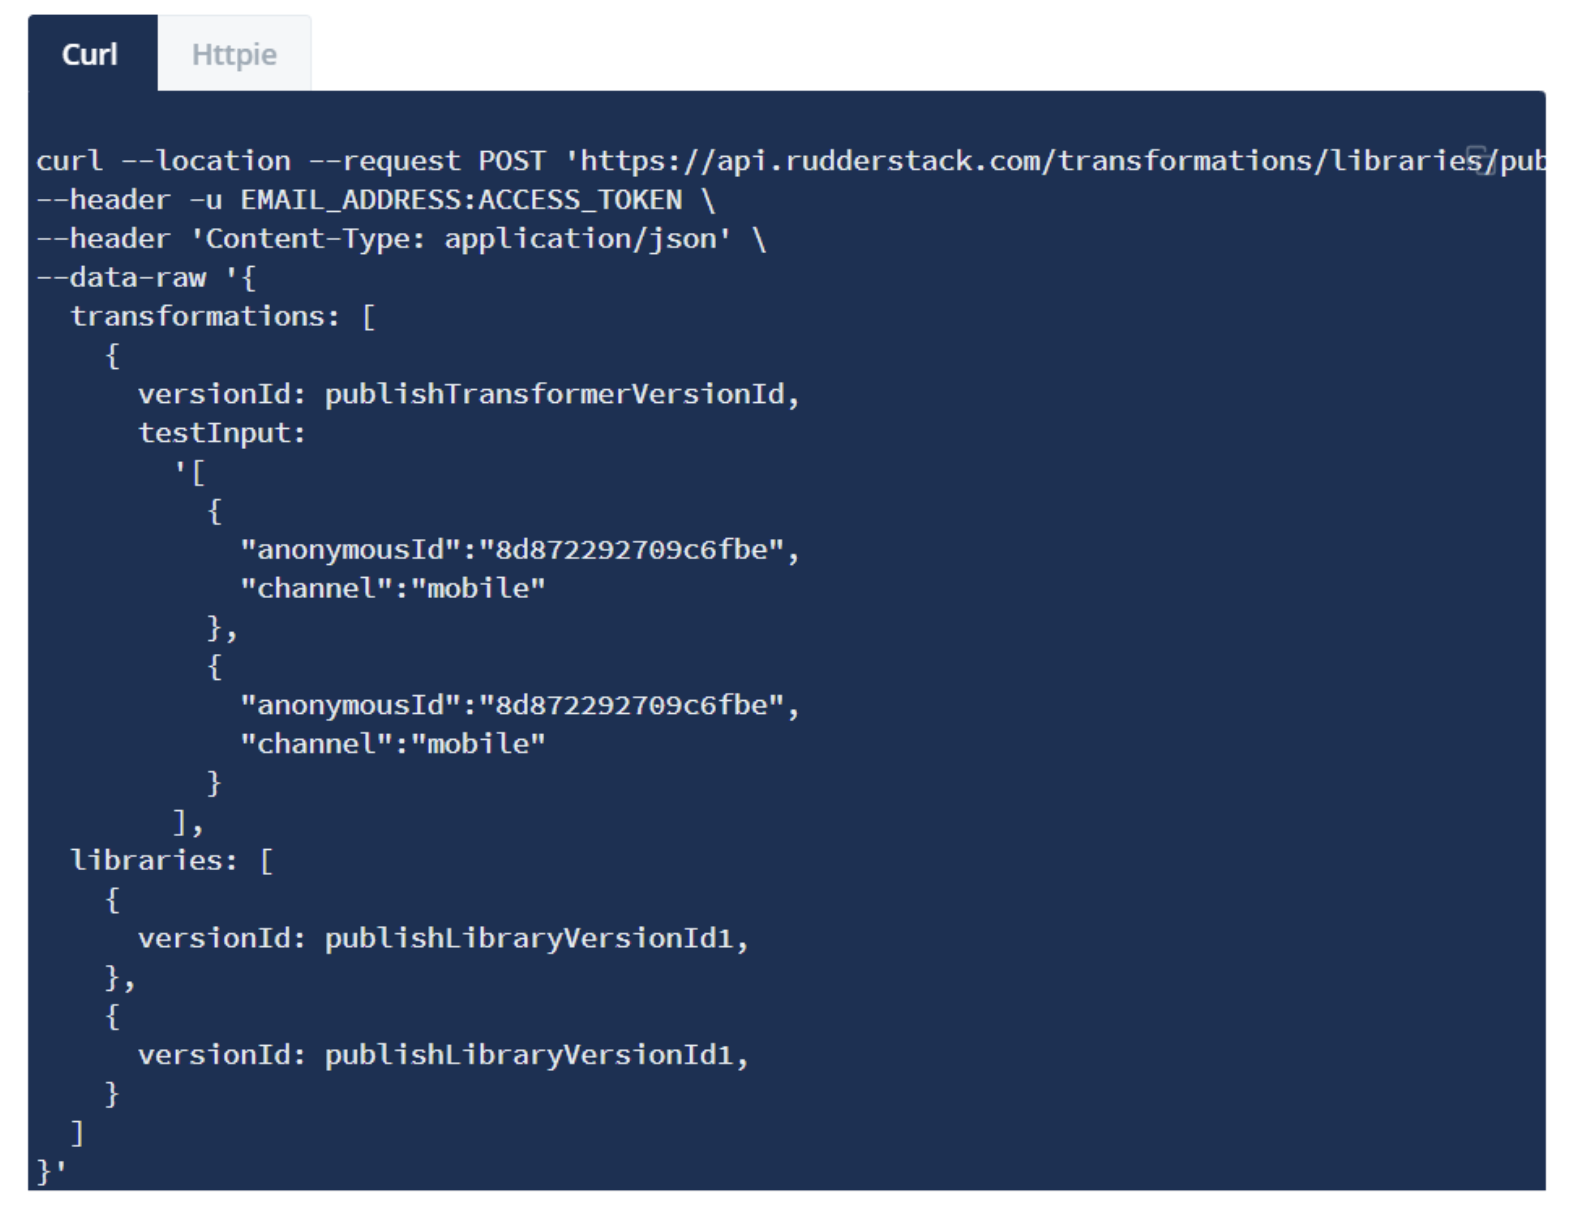 Curl
Httpie
curl --location --request POST 'https://api.rudderstack.com/transformations/libraries/pub
--header -u EMAIL_ADDRESS:ACCESS_TOKEN \
--header 'Content-Type: application/json' \
--data-raw '{
  transformations: [
    {
      versionId: publishTransformerVersionId,
      testInput:
        '[
          {
            "anonymousId":"8d872292709c6fbe",
            "channel":"mobile"
          },
          {
            "anonymousId":"8d872292709c6fbe",
            "channel":"mobile"
          }
        ],
  libraries: [
    {
      versionId: publishLibraryVersionId1,
    },
    {
      versionId: publishLibraryVersionId1,
    }
  ]
}'